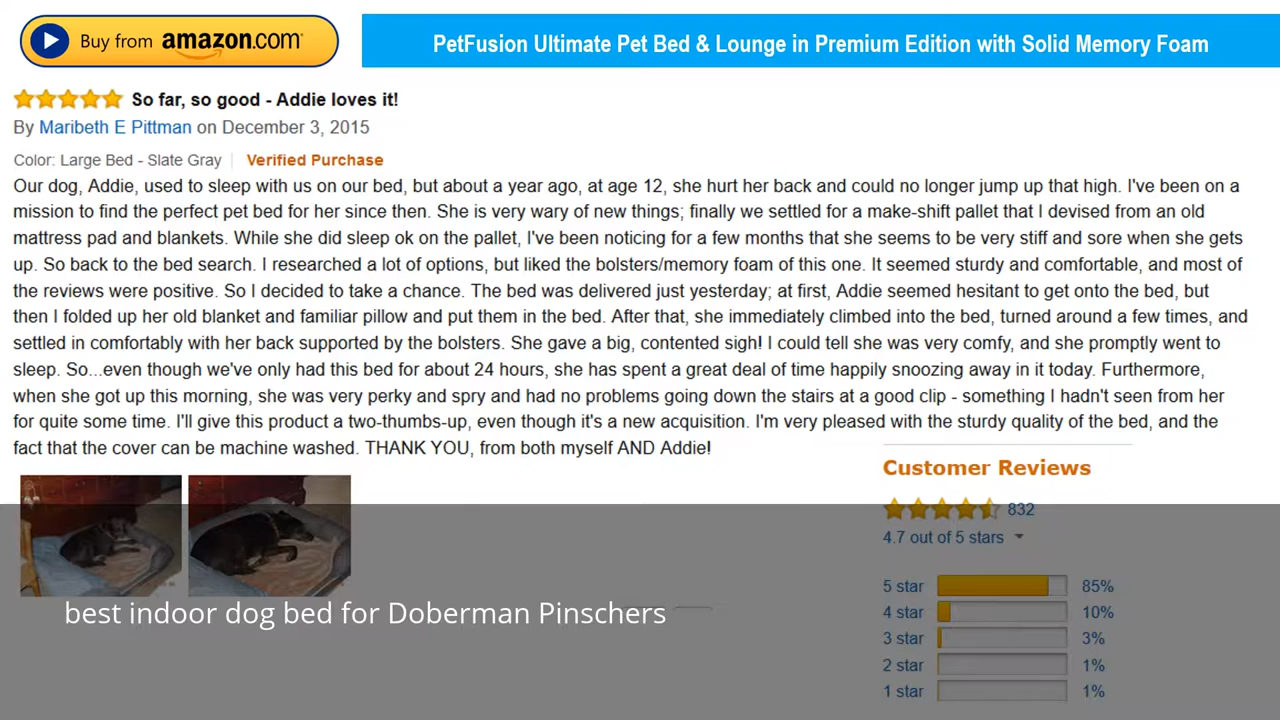 Buy from amazon.com
PetFusion Ultimate Pet Bed & Lounge in Premium Edition with Solid Memory Foam
So far, so good - Addie loves it!
By Maribeth E Pittman on December 3, 2015
Color: Large Bed - Slate Gray | Verified Purchase
Our dog, Addie, used to sleep with us on our bed, but about a year ago, at age 12, she hurt her back and could no longer jump up that high. I've been on a
mission to find the perfect pet bed for her since then. She is very wary of new things; finally we settled for a make-shift pallet that I devised from an old
mattress pad and blankets. While she did sleep ok on the pallet, I've been noticing for a few months that she seems to be very stiff and sore when she gets
up. So back to the bed search. I researched a lot of options, but liked the bolsters/memory foam of this one. It seemed sturdy and comfortable, and most of
the reviews were positive. So I decided to take a chance. The bed was delivered just yesterday; at first, Addie seemed hesitant to get onto the bed, but
then I folded up her old blanket and familiar pillow and put them in the bed. After that, she immediately climbed into the bed, turned around a few times, and
settled in comfortably with her back supported by the bolsters. She gave a big, contented sigh! I could tell she was very comfy, and she promptly went to
sleep. So...even though we've only had this bed for about 24 hours, she has spent a great deal of time happily snoozing away in it today. Furthermore,
when she got up this morning, she was very perky and spry and had no problems going down the stairs at a good clip - something I hadn't seen from her
for quite some time. I'll give this product a two-thumbs-up, even though it's a new acquisition. I'm very pleased with the sturdy quality of the bed, and the
fact that the cover can be machine washed. THANK YOU, from both myself AND Addie!
Customer Reviews
832
4.7 out of 5 stars
5 star 85%
4 star 10%
3 star 3%
2 star 1%
1 star 1%
best indoor dog bed for Doberman Pinschers